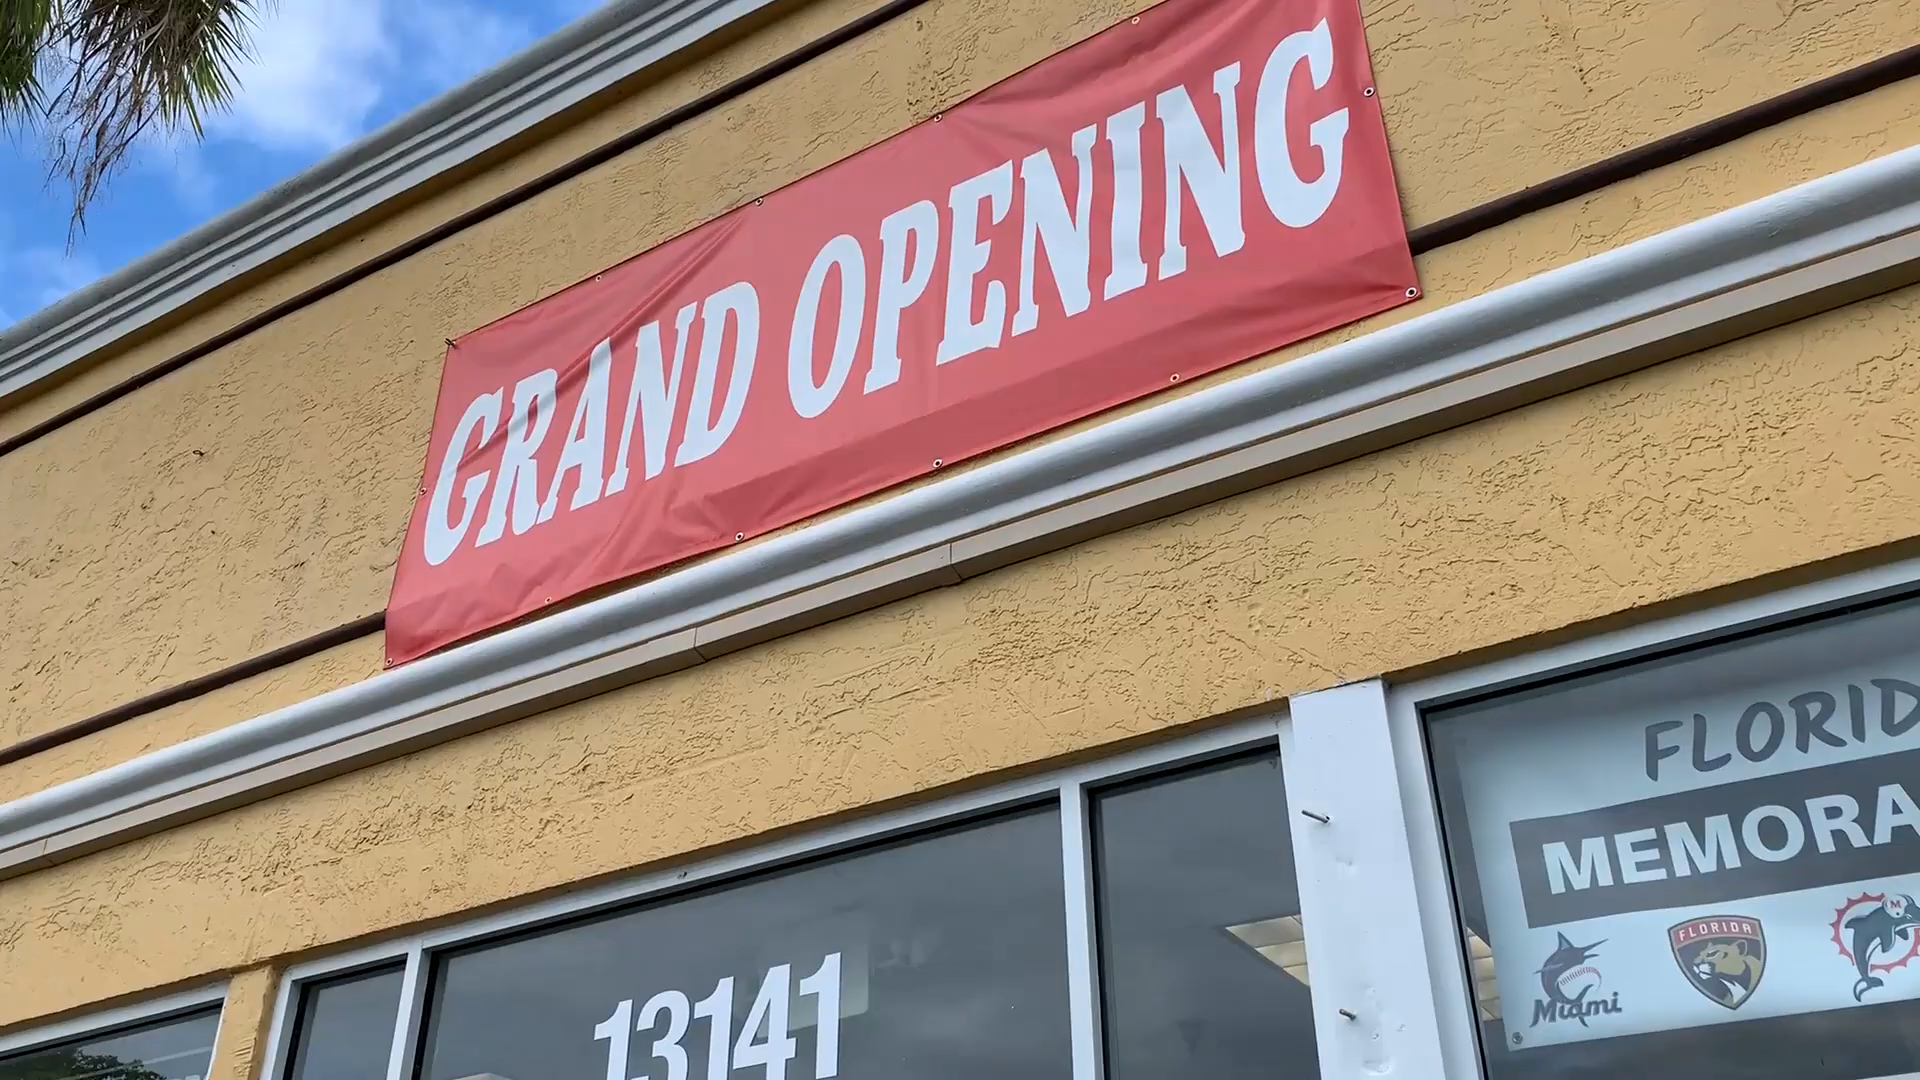 GRAND OPENING
FLORID
MEMORA
FLORIDA
M
Miami
13141